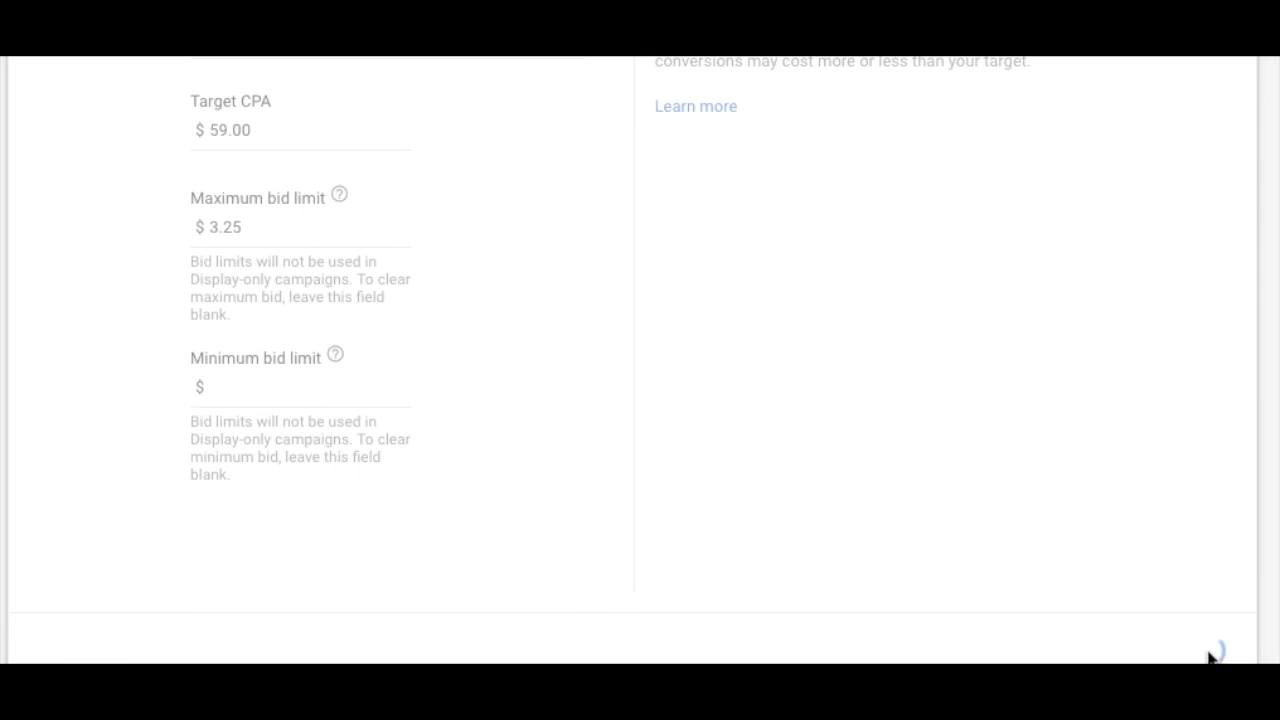 conversions may cost more or less than your target.
Target CPA
Learn more
$ 59.00
Maximum bid limit ?
$ 3.25
Bid limits will not be used in
Display-only campaigns. To clear
maximum bid, leave this field
blank.
Minimum bid limit ?
$
Bid limits will not be used in
Display-only campaigns. To clear
minimum bid, leave this field
blank.